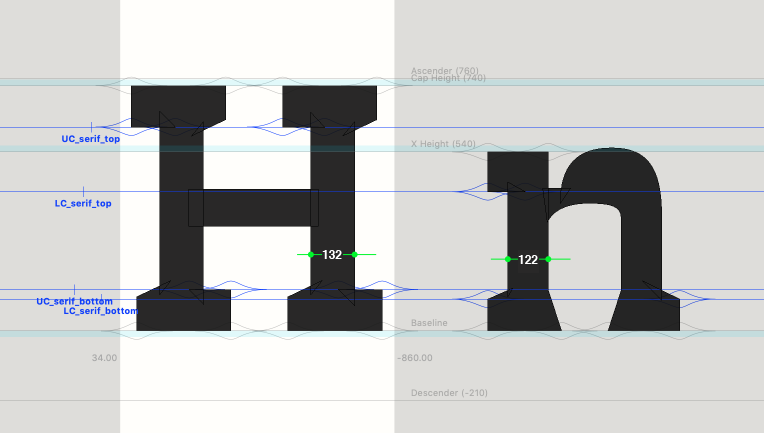 Ascender (760)
Cap Height (740)
UC_serif_top
X Height (540)
LC_serif_top
132
122
UC_serif_bottom
LC_serif_bottom
Baseline
34.00
-860.00
Descender (-210)
Hn